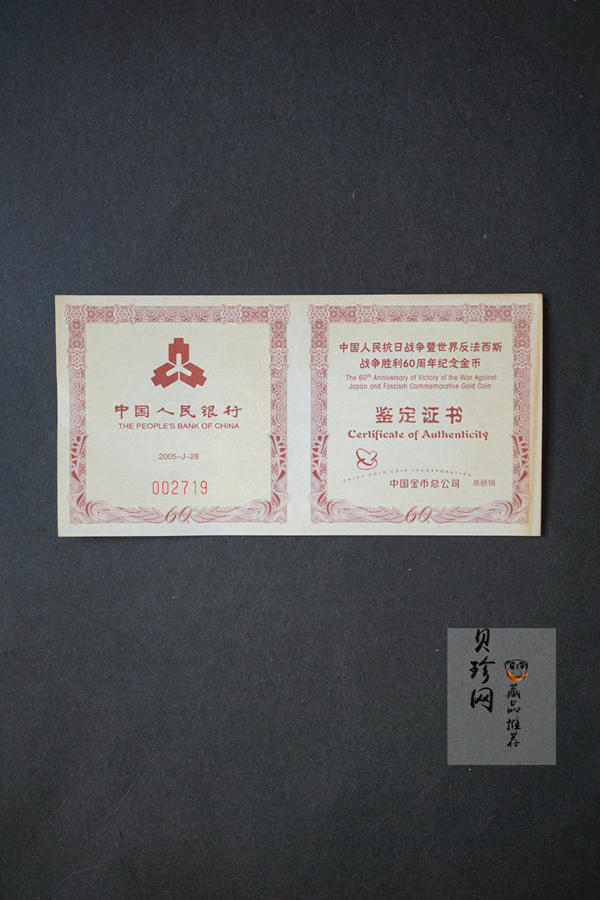 中国人民银行
THE PEOPLE'S BANK OF CHINA
2005-J-28
002719
60
中国人民抗日战争暨世界反法西斯
战争胜利60周年纪念金币
The 60th Anniversary of Victory of the War Against
Japan and Fascism Commemorative Gold Coin
鉴定证书
Certificate of Authenticity
CHINA GOLD COIN INCORPORATION
中国金币总公司 总经销
60
贝珍网
藏品推荐